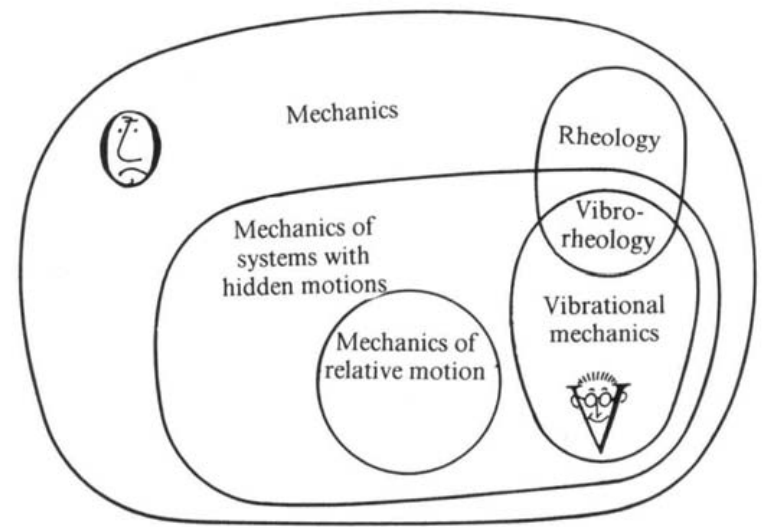 Mechanics
Rheology
Vibro-
rheology
Mechanics of
systems with
hidden motions
Vibrational
mechanics
Mechanics of
relative motion